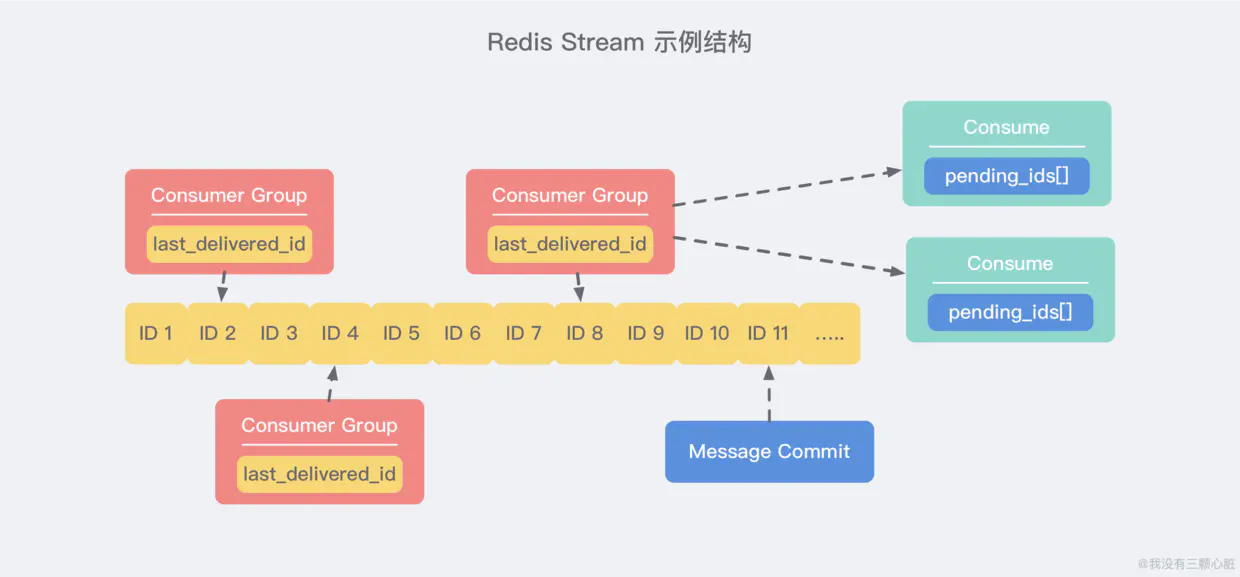 Redis Stream 示例结构
Consume
pending_ids[]
Consumer Group
last_delivered_id
Consumer Group
last_delivered_id
Consume
pending_ids[]
ID 1 ID 2 ID 3 ID 4 ID 5 ID 6 ID 7 ID 8 ID 9 ID 10 ID 11 .....
Consumer Group
last_delivered_id
Message Commit
@我没有三颗心脏